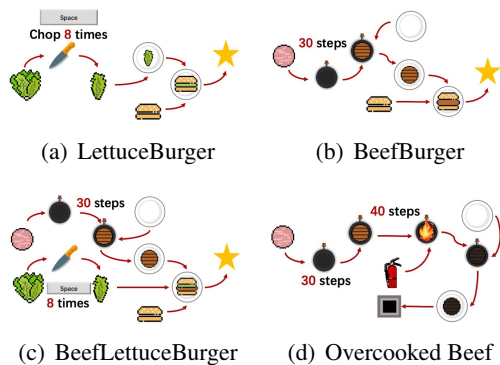 Space
Chop 8 times
30 steps
(a) LettuceBurger
(b) BeefBurger
30 steps
Space
8 times
40 steps
30 steps
(c) BeefLettuceBurger
(d) Overcooked Beef